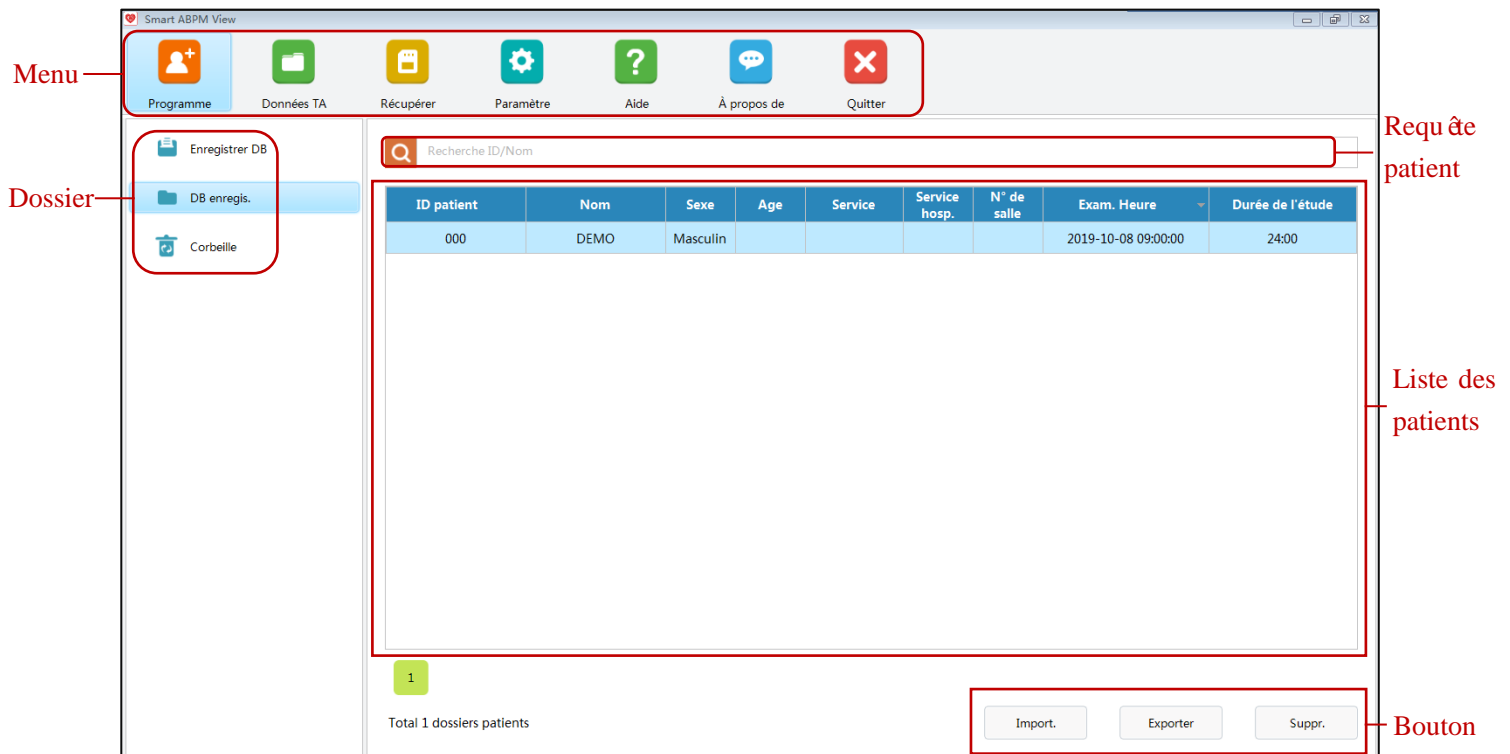 Smart ABPM View
Menu
Programme Données TA Récupérer Paramètre Aide À propos de Quitter
Requête
patient
Enregistrer DB
Recherche ID/Nom
Dossier
DB enregis.
ID patient Nom Sexe Age Service Service hosp. N° de salle Exam. Heure Durée de l'étude
000 DEMO Masculin 2019-10-08 09:00:00 24:00
Corbeille
Liste des
patients
1
Total 1 dossiers patients
Import. Exporter Suppr.
Bouton